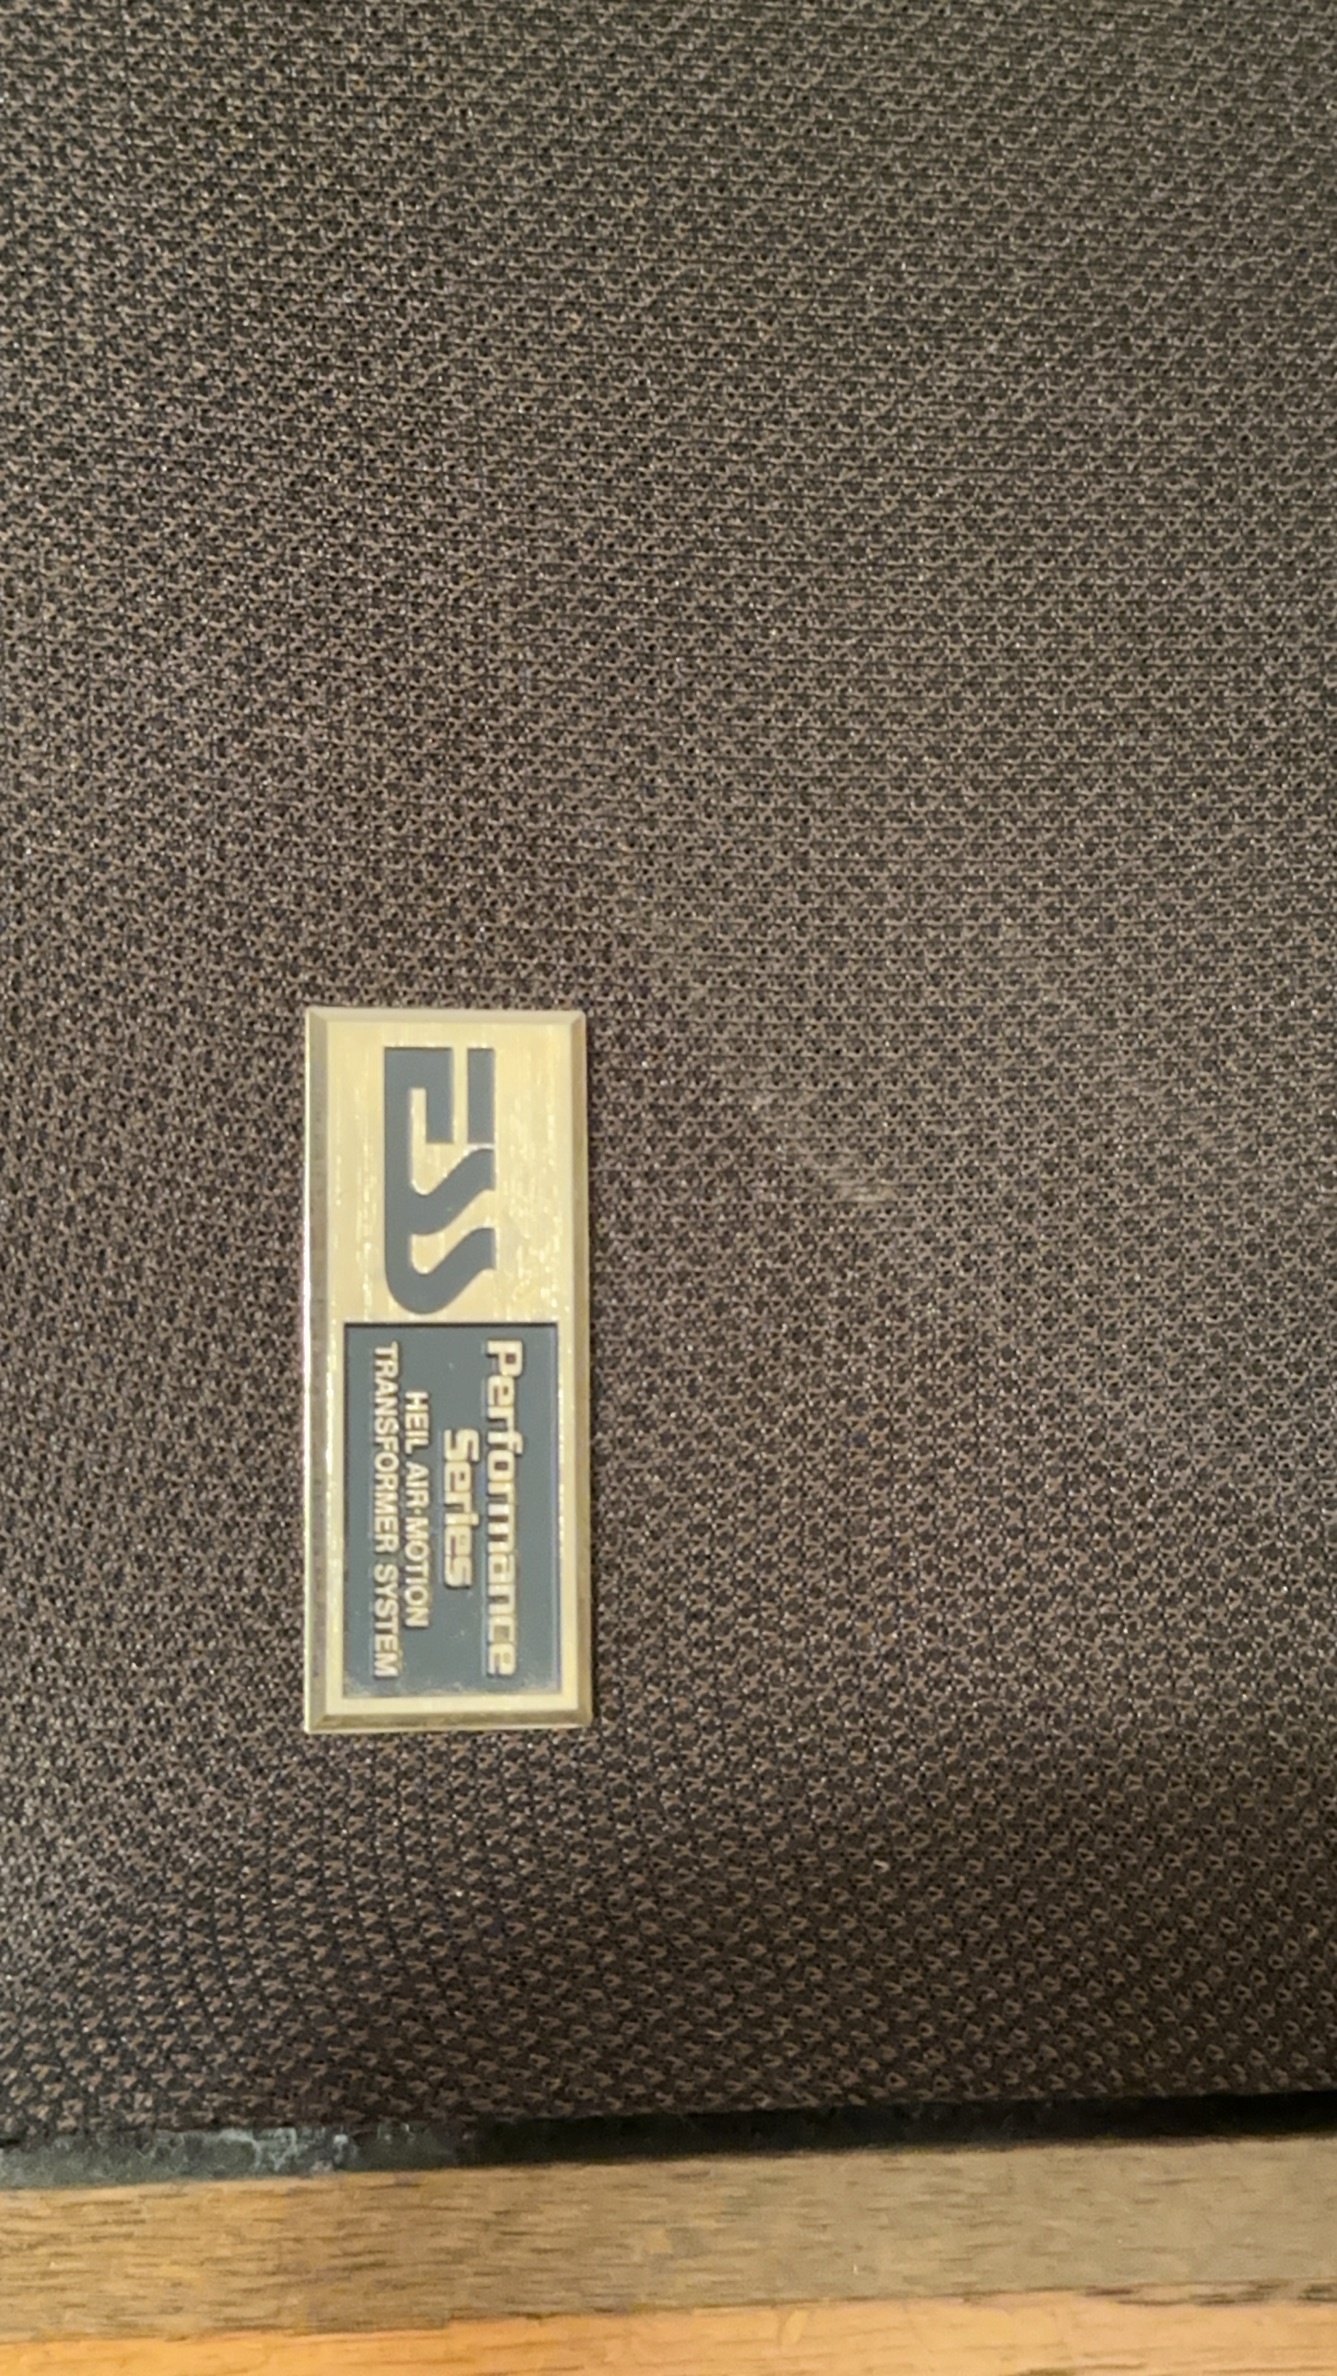 ESS
Performance
Series
HEIL AIR·MOTION
TRANSFORMER SYSTEM